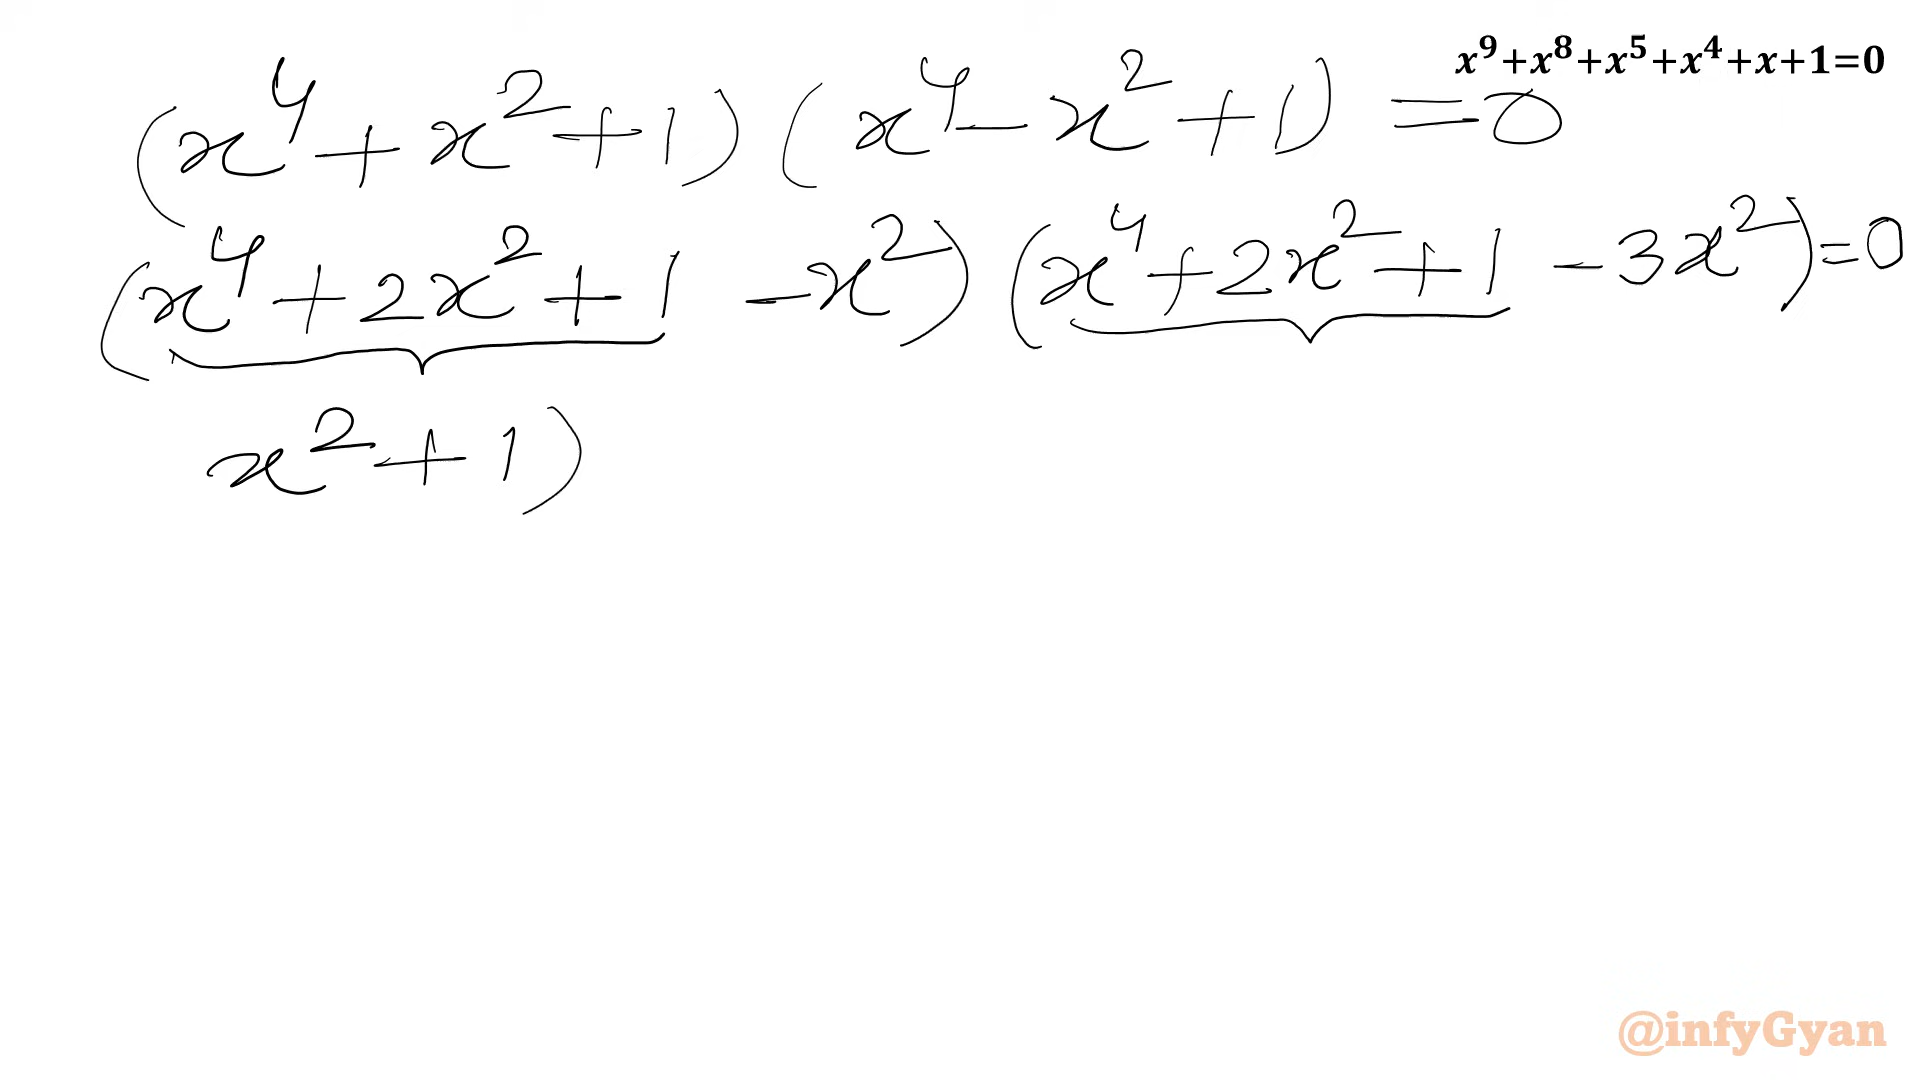 x⁹+x⁸+x⁵+x⁴+x+1=0
(x⁴ + x² + 1) (x⁴ - x² + 1) = 0
(x⁴ + 2x² + 1 - x²) (x⁴ + 2x² + 1 - 3x²) = 0
x² + 1)
@infyGyan